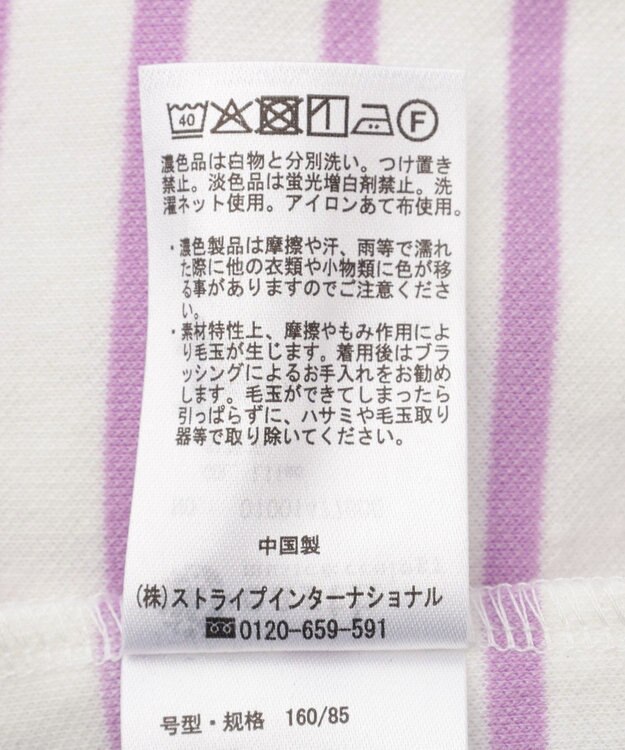 40
F
濃色品は白物と分別洗い。つけ置き
禁止。淡色品は蛍光増白剤禁止。洗
濯ネット使用。アイロンあて布使用。
・濃色製品は摩擦や汗、雨等で濡れ
た際に他の衣類や小物類に色が移
る事がありますのでご注意くださ
い。
・素材特性上、摩擦やもみ作用によ
り毛玉が生じます。着用後はブラ
ッシングによるお手入れをお勧め
します。毛玉ができてしまったら
引っぱらずに、ハサミや毛玉取り
器等で取り除いてください。
中国製
(株)ストライプインターナショナル
0120-659-591
号型・规格 160/85